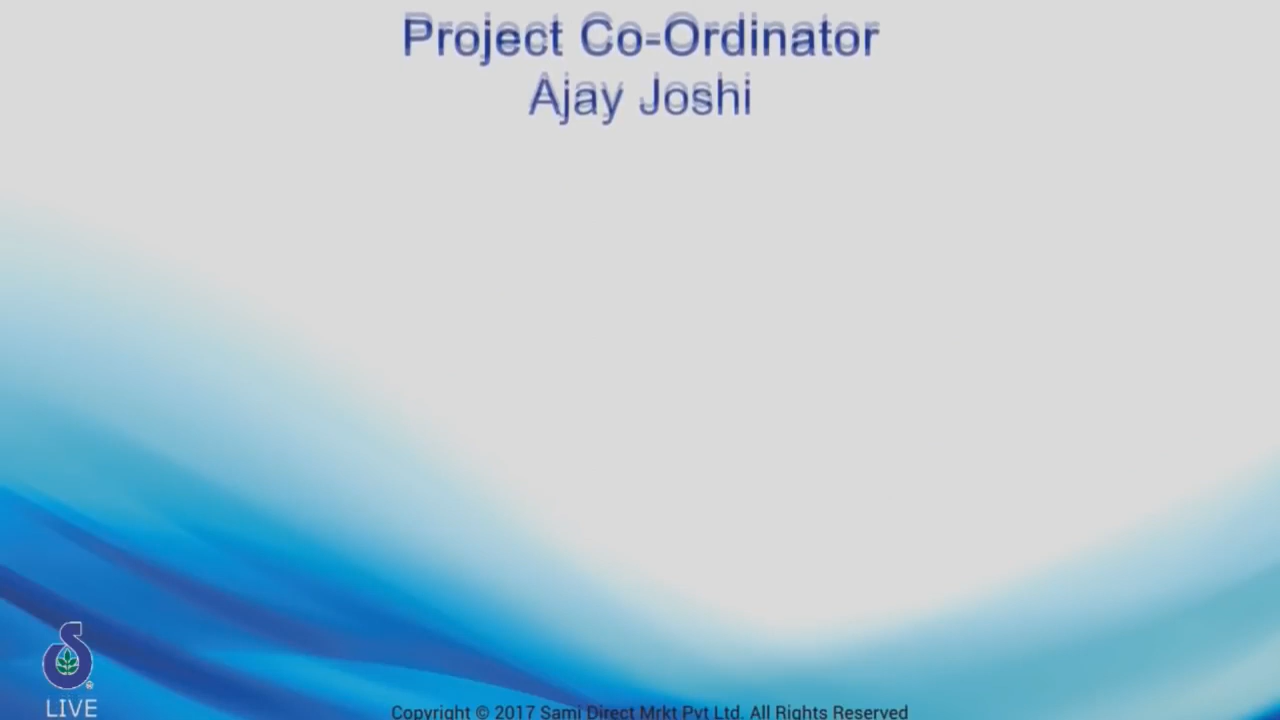 Project Co-Ordinator
Ajay Joshi
LIVE
Copyright © 2017 Sami Direct Mrkt Pvt Ltd. All Rights Reserved